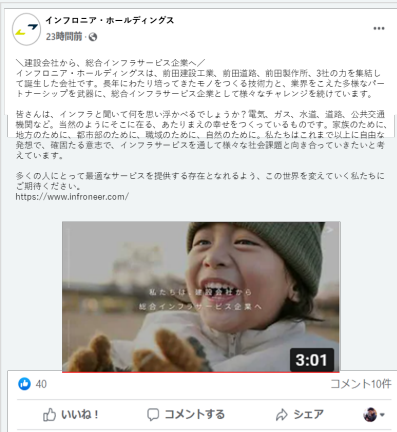 インフロニア・ホールディングス
23時間前
＼建設会社から、総合インフラサービス企業へ／
インフロニア・ホールディングスは、前田建設工業、前田道路、前田製作所、3社の力を集結し
て誕生した会社です。長年にわたり培ってきたモノをつくる技術力と、業界をこえた多様なパー
トナーシップを武器に、総合インフラサービス企業として様々なチャレンジを続けています。
皆さんは、インフラと聞いて何を思い浮かべるでしょうか？電気、ガス、水道、道路、公共交通
機関など。当然のようにそこに在る、あたりまえの幸せをつくっているものです。家族のために、
地方のために、都市部のために、職域のために、自然のために。私たちはこれまで以上に自由な
発想で、確固たる意志で、インフラサービスを通して様々な社会課題と向き合っていきたいと考
えています。
多くの人にとって最適なサービスを提供する存在となれるよう、この世界を変えていく私たちに
ご期待ください。
https://www.infroneer.com/
私たちは、建設会社から
総合インフラサービス企業へ
3:01
40
コメント10件
いいね！
コメントする
シェア